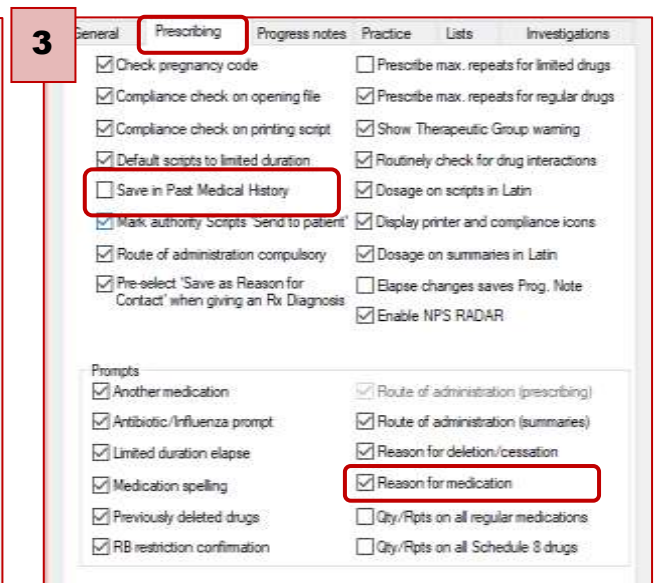 3
General Prescribing Progress notes Practice Lists Investigations
Check pregnancy code
Compliance check on opening file
Compliance check on printing script
Default scripts to limited duration
Save in Past Medical History
Mark authority Scripts 'Send to patient'
Route of administration compulsory
Pre-select 'Save as Reason for
Contact' when giving an Rx Diagnosis
Prescribe max. repeats for limited drugs
Prescribe max. repeats for regular drugs
Show Therapeutic Group warning
Routinely check for drug interactions
Dosage on scripts in Latin
Display printer and compliance icons
Dosage on summaries in Latin
Elapse changes saves Prog. Note
Enable NPS RADAR
Prompts
Another medication
Antibiotic/Influenza prompt
Limited duration elapse
Medication spelling
Previously deleted drugs
RB restriction confirmation
Route of administration (prescribing)
Route of administration (summaries)
Reason for deletion/cessation
Reason for medication
Qty/Rpts on all regular medications
Qty/Rpts on all Schedule 8 drugs